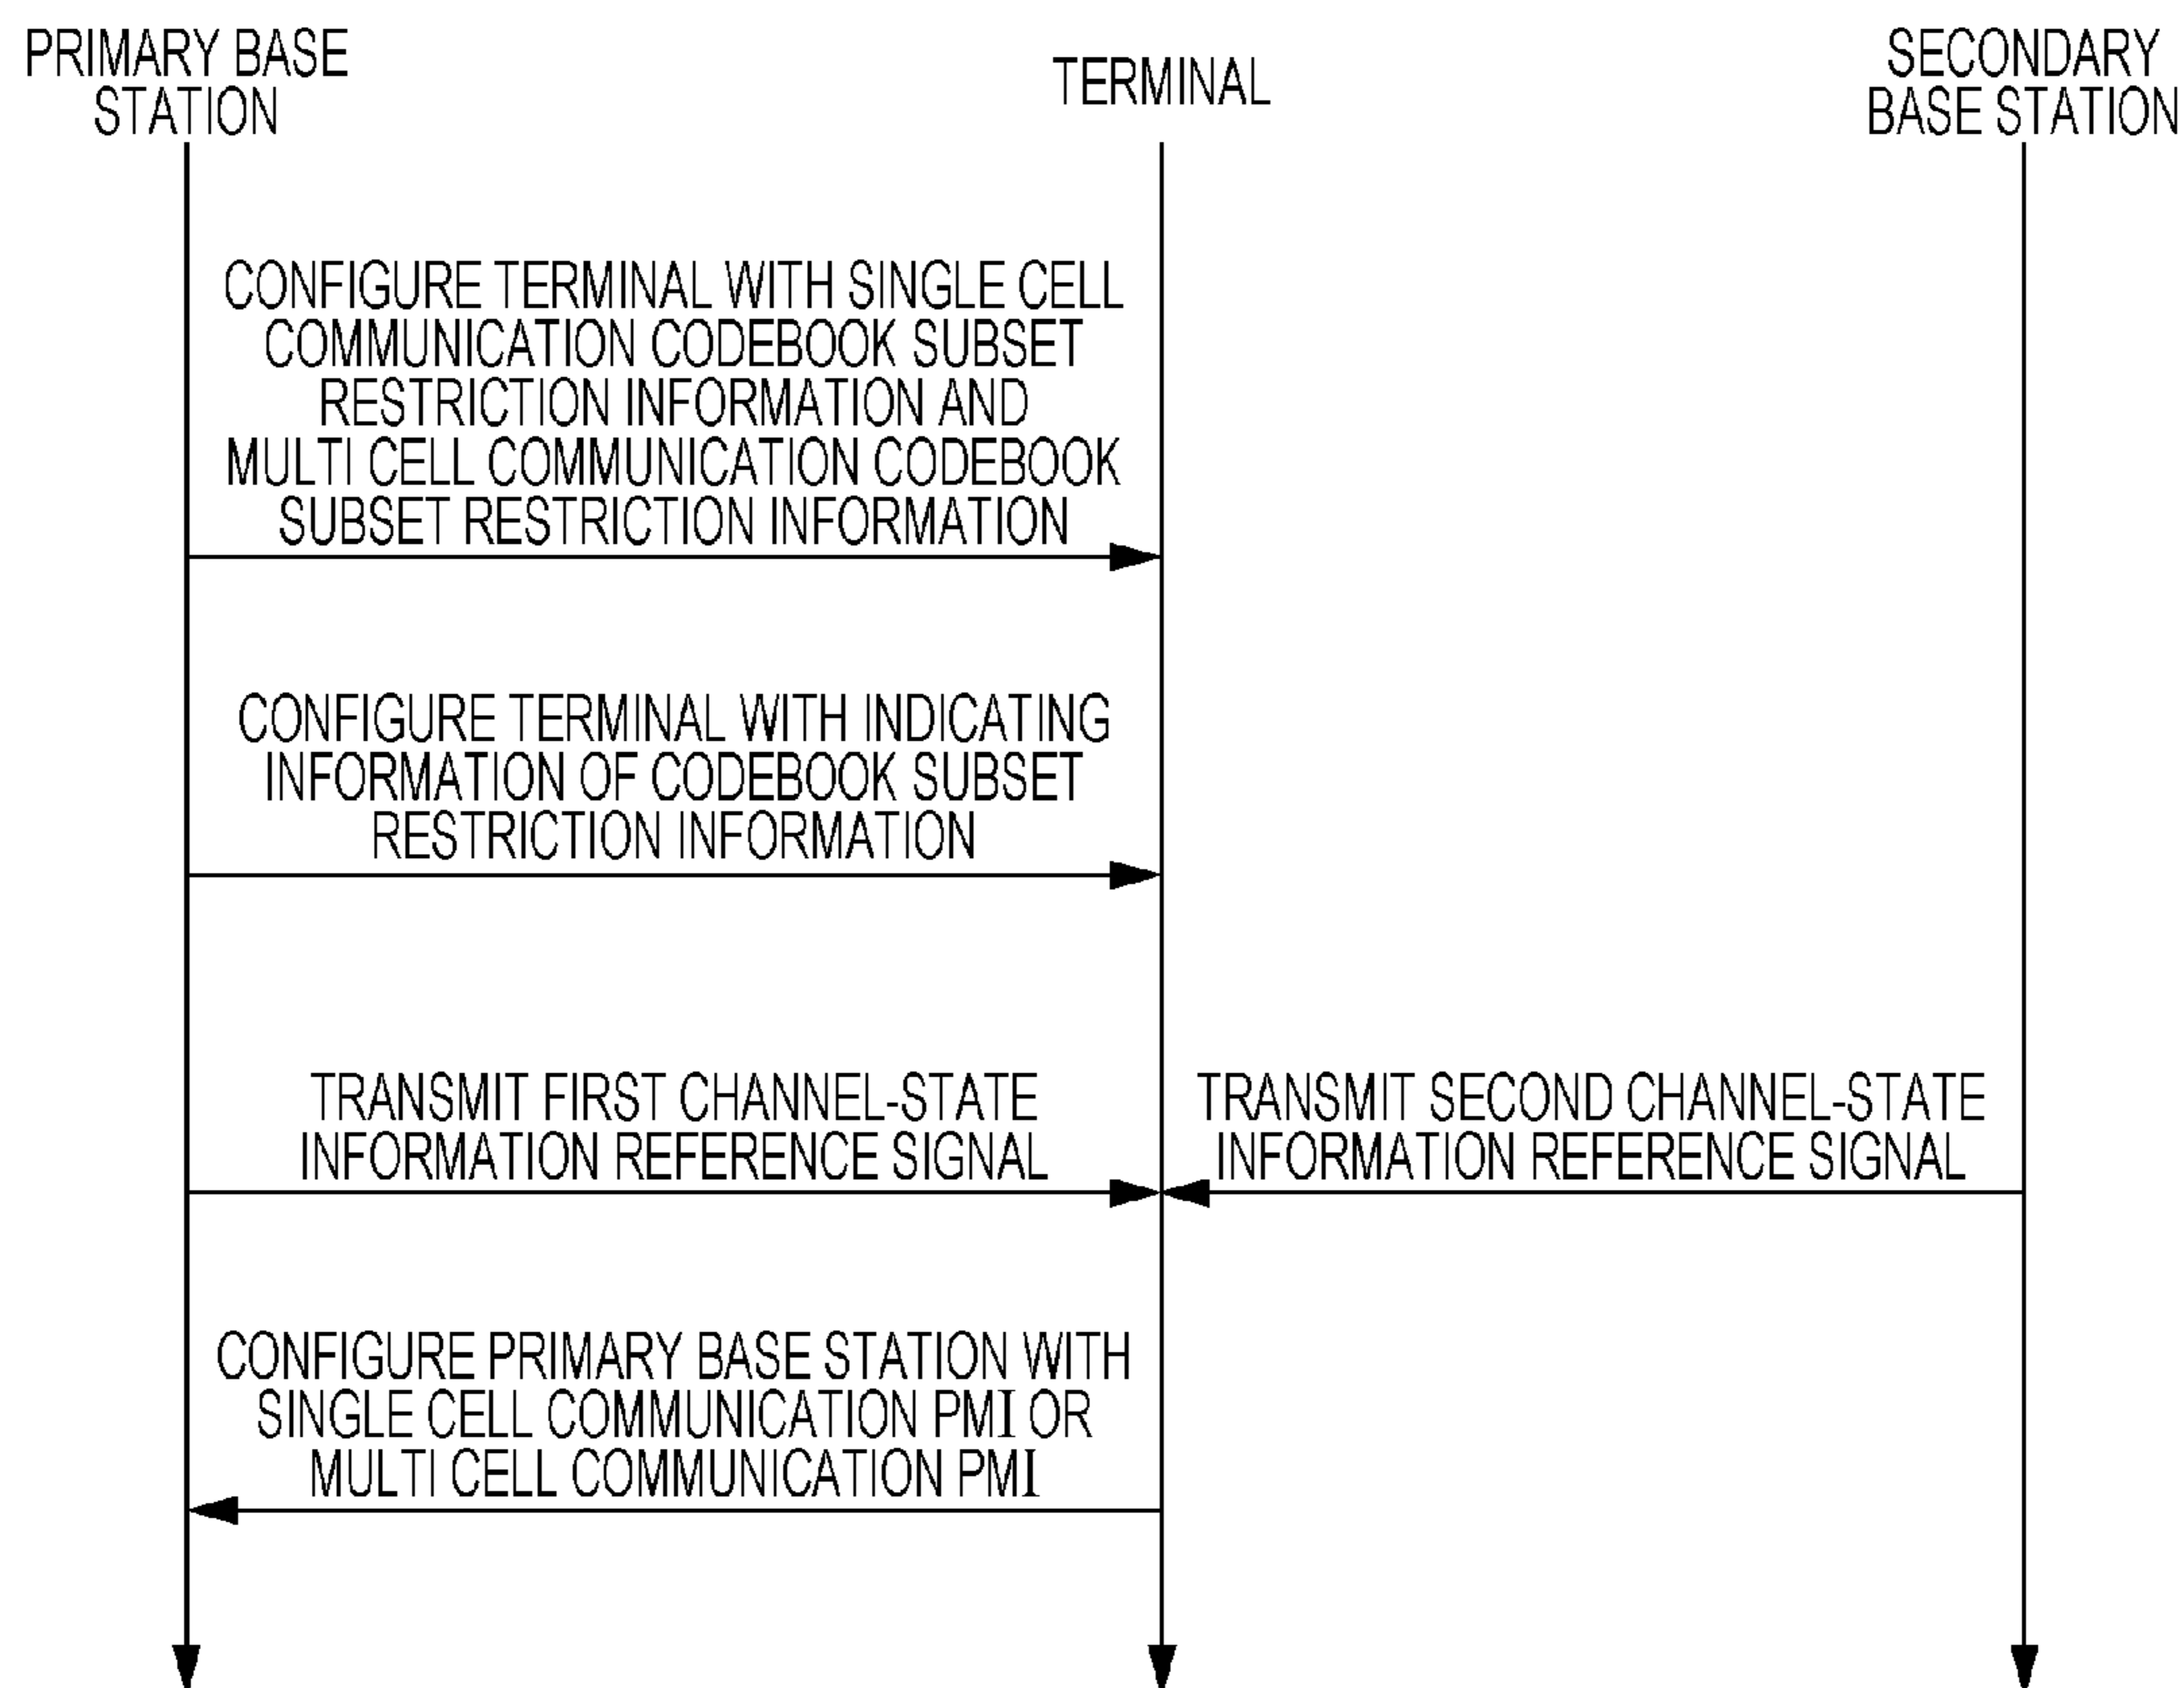 PRIMARY BASE
STATION
TERMINAL
SECONDARY
BASE STATION
CONFIGURE TERMINAL WITH SINGLE CELL
COMMUNICATION CODEBOOK SUBSET
RESTRICTION INFORMATION AND
MULTI CELL COMMUNICATION CODEBOOK
SUBSET RESTRICTION INFORMATION
CONFIGURE TERMINAL WITH INDICATING
INFORMATION OF CODEBOOK SUBSET
RESTRICTION INFORMATION
TRANSMIT FIRST CHANNEL-STATE
INFORMATION REFERENCE SIGNAL
TRANSMIT SECOND CHANNEL-STATE
INFORMATION REFERENCE SIGNAL
CONFIGURE PRIMARY BASE STATION WITH
SINGLE CELL COMMUNICATION PMI OR
MULTI CELL COMMUNICATION PMI